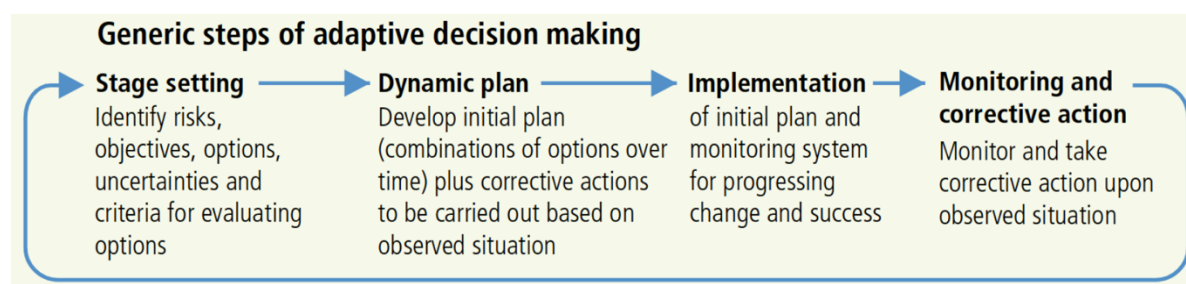 Generic steps of adaptive decision making
Stage setting
Identify risks,
objectives, options,
uncertainties and
criteria for evaluating
options
Dynamic plan
Develop initial plan
(combinations of options over
time) plus corrective actions
to be carried out based on
observed situation
Implementation
of initial plan and
monitoring system
for progressing
change and success
Monitoring and
corrective action
Monitor and take
corrective action upon
observed situation